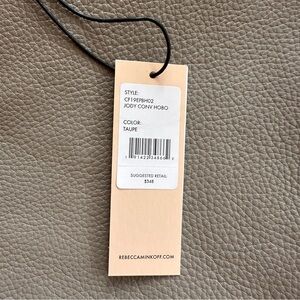 STYLE:
CF19EPBH02
JODY CONV HOBO
COLOR:
TAUPE
SUGGESTED RETAIL
$348
REBECCAMINKOFF.COM